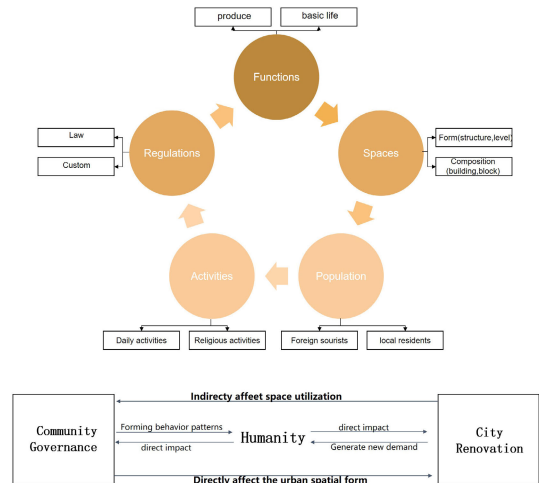 produce
basic life
Functions
Law
Custom
Regulations
Spaces
Form(structure,level)
Composition
(building,block)
Activities
Population
Daily activities
Religious activities
Foreign sourists
local residents
Indirecty affeet space utilization
Community
Governance
Forming behavior patterns
direct impact
Humanity
direct impact
Generate new demand
City
Renovation
Directly affect the urban spatial form